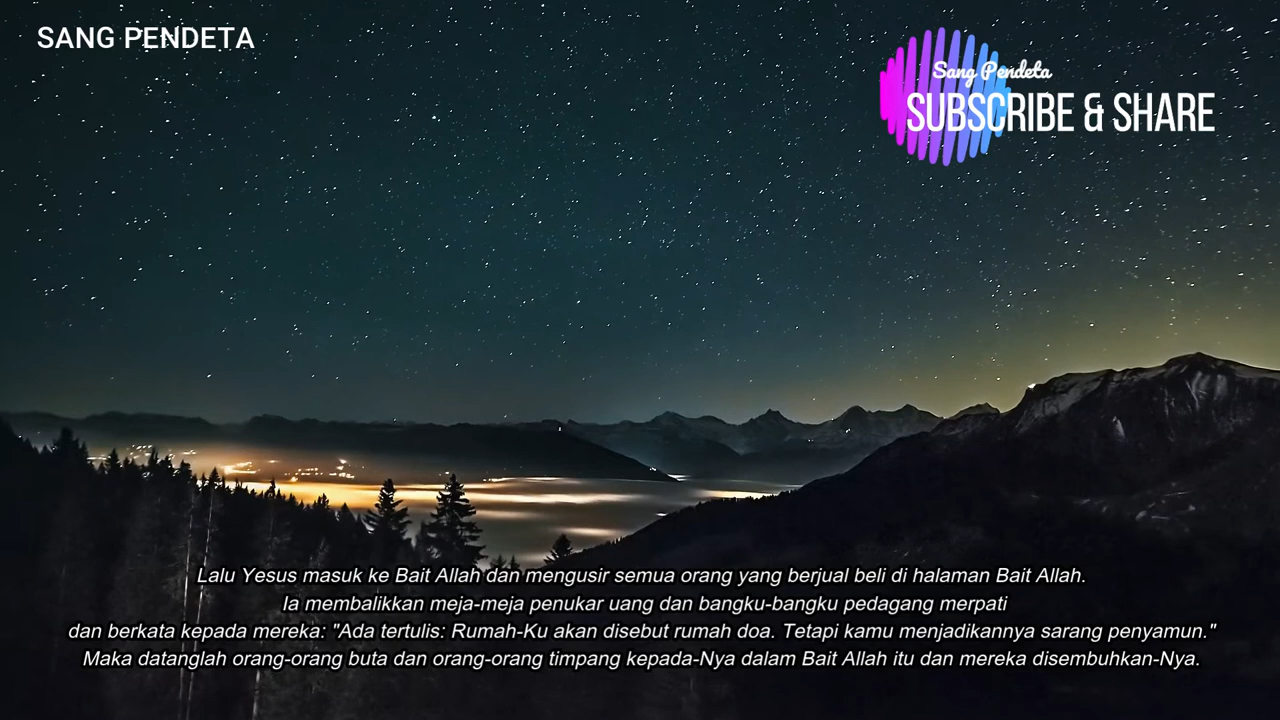 SANG PENDETA
Sang Pendeta
SUBSCRIBE & SHARE
Lalu Yesus masuk ke Bait Allah dan mengusir semua orang yang berjual beli di halaman Bait Allah.
Ia membalikkan meja-meja penukar uang dan bangku-bangku pedagang merpati
dan berkata kepada mereka: "Ada tertulis: Rumah-Ku akan disebut rumah doa. Tetapi kamu menjadikannya sarang penyamun."
Maka datanglah orang-orang buta dan orang-orang timpang kepada-Nya dalam Bait Allah itu dan mereka disembuhkan-Nya.